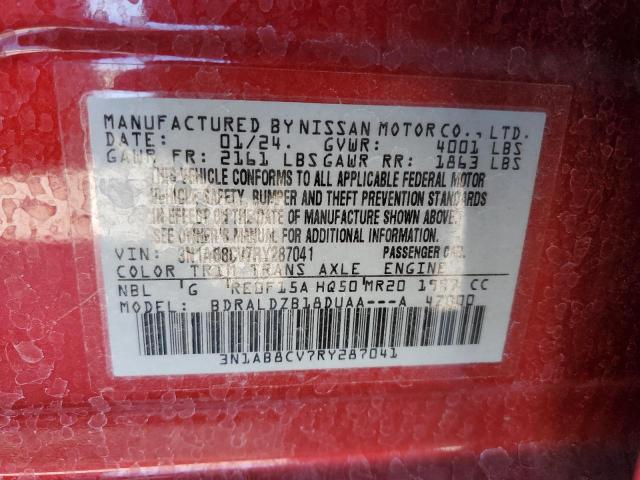 MANUFACTURED BY NISSAN MOTOR CO., LTD.
DATE: 01/24. GVWR: 4001 LBS
GAWR FR: 2161 LBS GAWR RR: 1863 LBS
THIS VEHICLE CONFORMS TO ALL APPLICABLE FEDERAL MOTOR
VEHICLE SAFETY, BUMPER, AND THEFT PREVENTION STANDARDS
IN EFFECT ON THE DATE OF MANUFACTURE SHOWN ABOVE.
SEE OWNER'S MANUAL FOR ADDITIONAL INFORMATION.
VIN: 3N1AB8CV7RY287041 PASSENGER CAR.
COLOR TRIM TRANS AXLE ENGINE
NBL G RE0F15A HQ50 MR20 1997 CC
MODEL: BDRALDZB18DUAA---A 42000
3N1AB8CV7RY287041